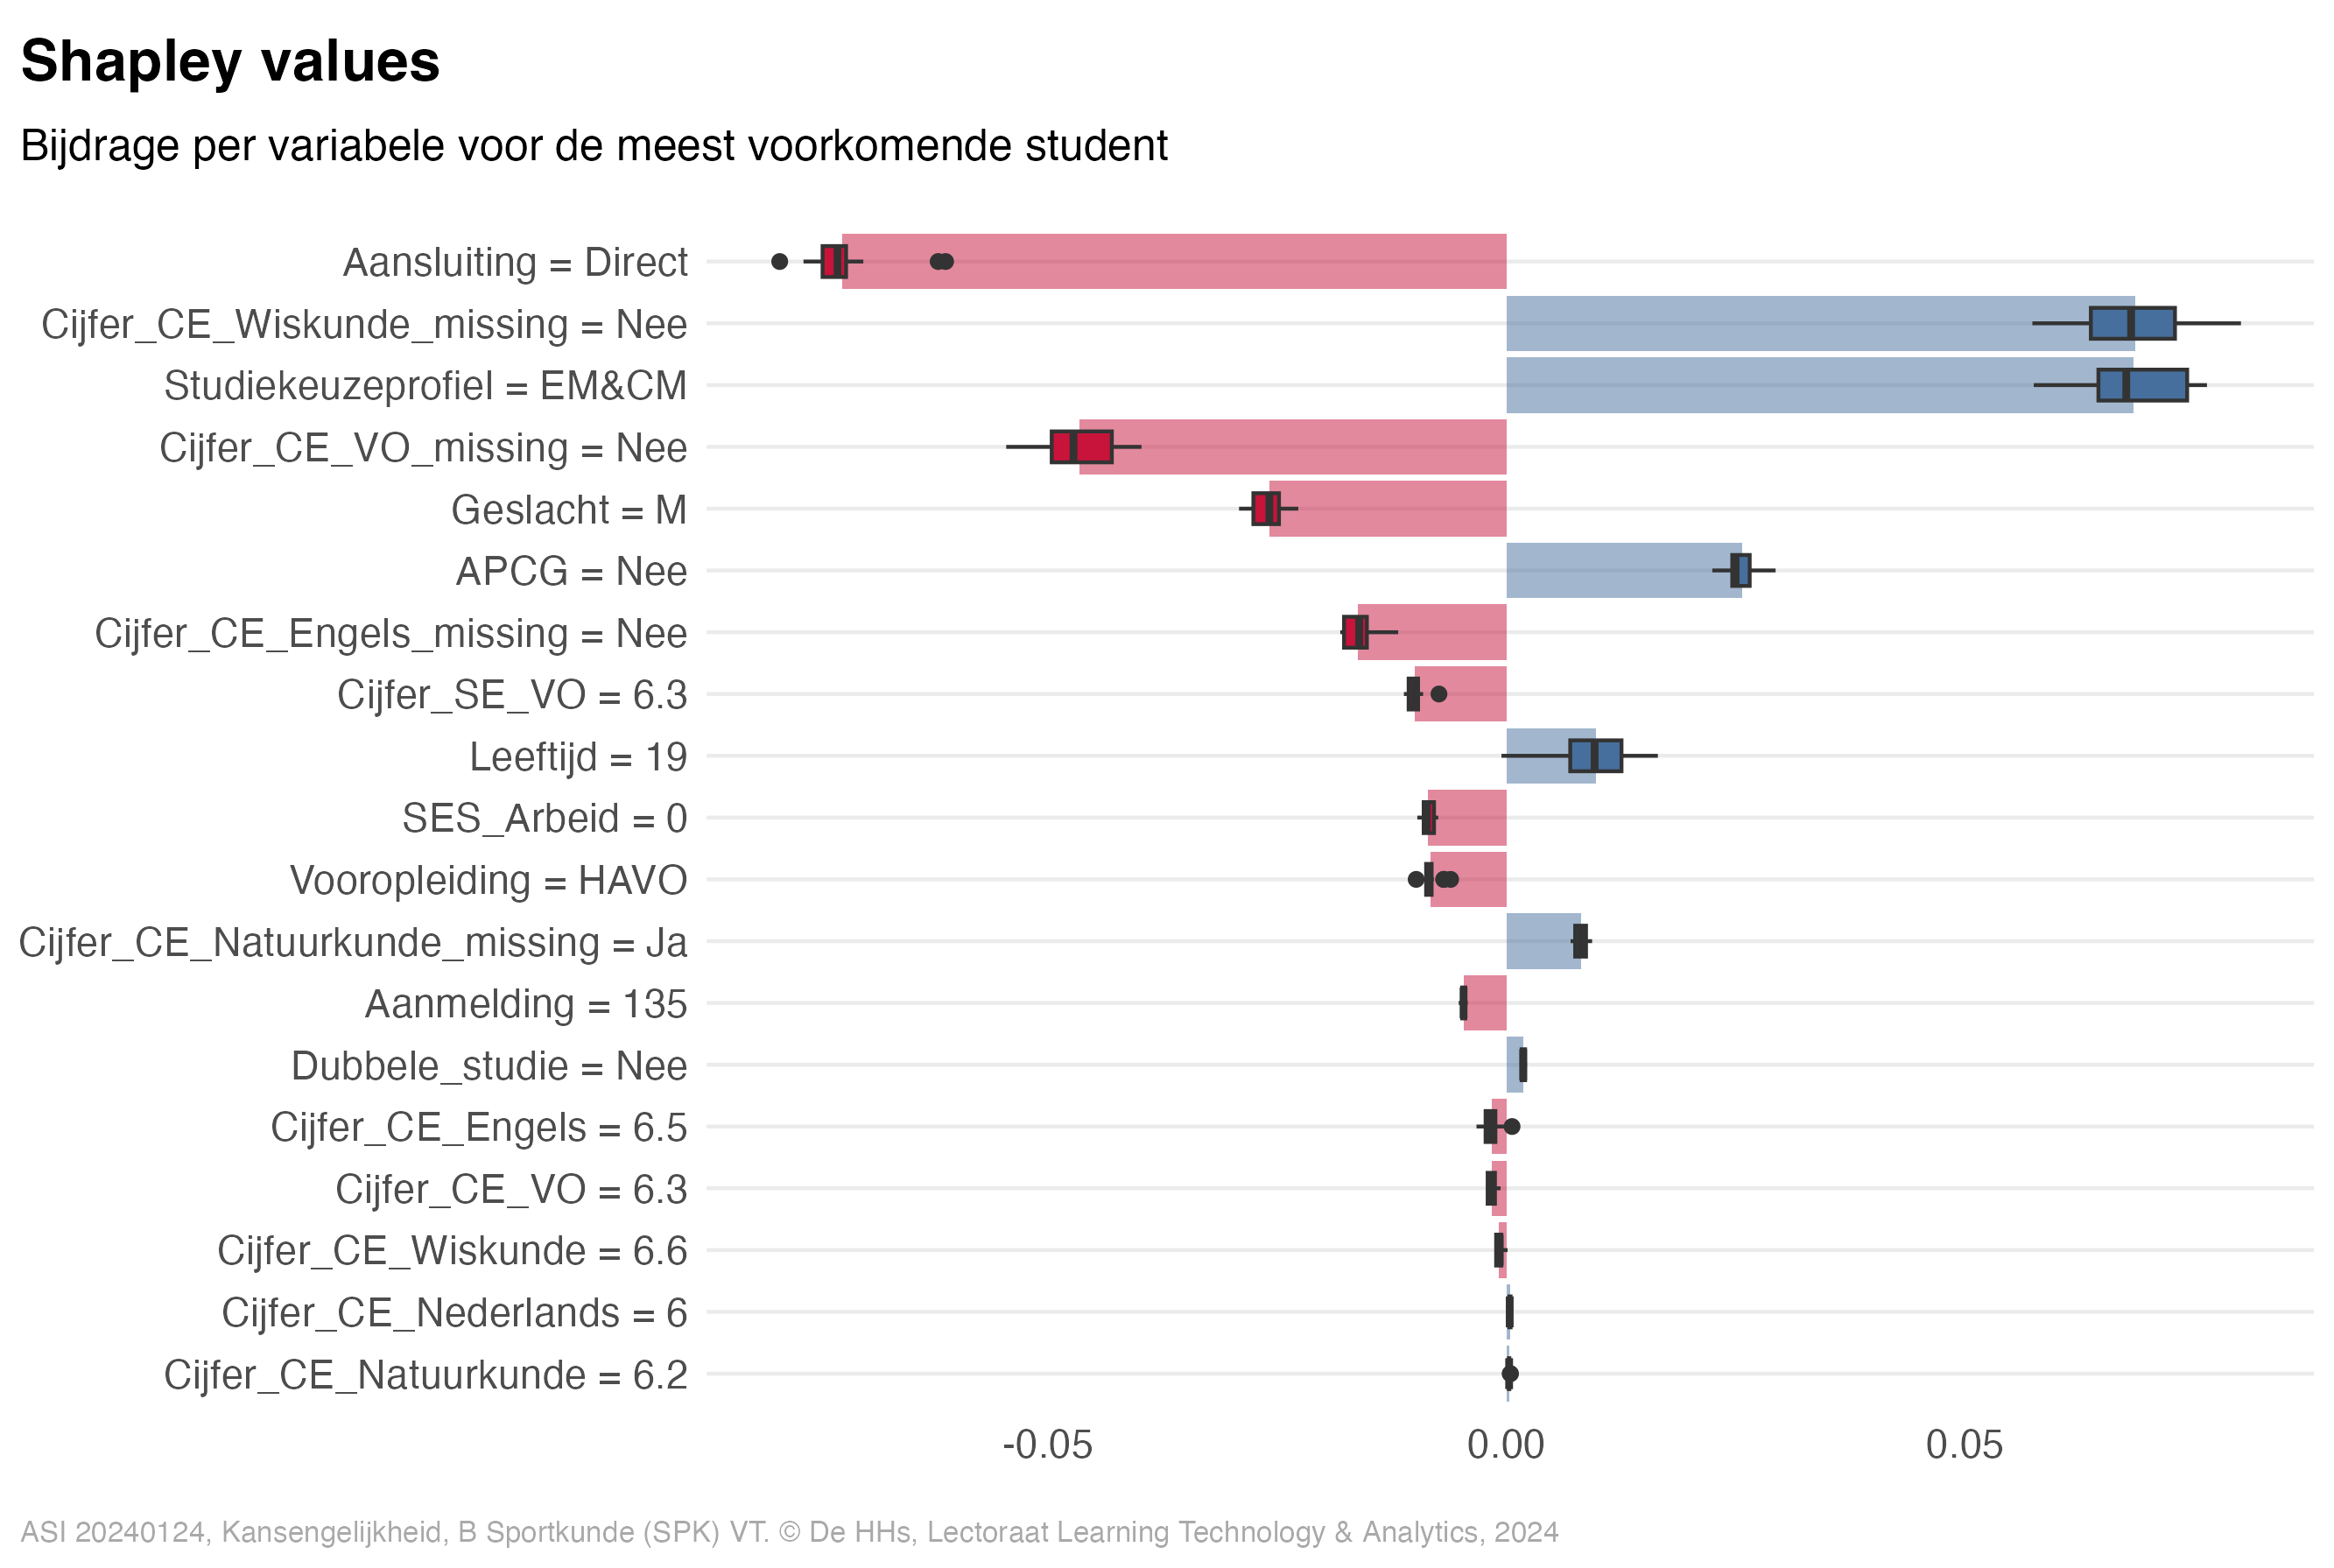 Shapley values
Bijdrage per variabele voor de meest voorkomende student
Aansluiting = Direct
Cijfer_CE_Wiskunde_missing = Nee
Studiekeuzeprofiel = EM&CM
Cijfer_CE_VO_missing = Nee
Geslacht = M
APCG = Nee
Cijfer_CE_Engels_missing = Nee
Cijfer_SE_VO = 6.3
Leeftijd = 19
SES_Arbeid = 0
Vooropleiding = HAVO
Cijfer_CE_Natuurkunde_missing = Ja
Aanmelding = 135
Dubbele_studie = Nee
Cijfer_CE_Engels = 6.5
Cijfer_CE_VO = 6.3
Cijfer_CE_Wiskunde = 6.6
Cijfer_CE_Nederlands = 6
Cijfer_CE_Natuurkunde = 6.2
-0.05 0.00 0.05
ASI 20240124, Kansengelijkheid, B Sportkunde (SPK) VT. © De HHs, Lectoraat Learning Technology & Analytics, 2024